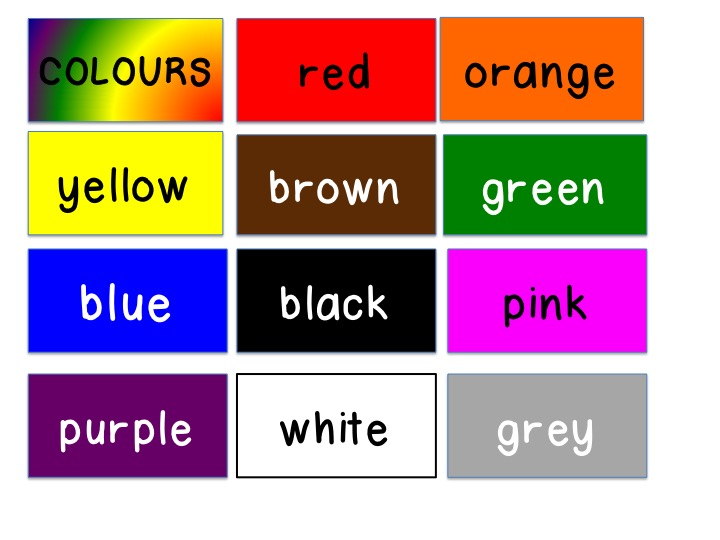 COLOURS
red
orange
yellow
brown
green
blue
black
pink
purple
white
grey